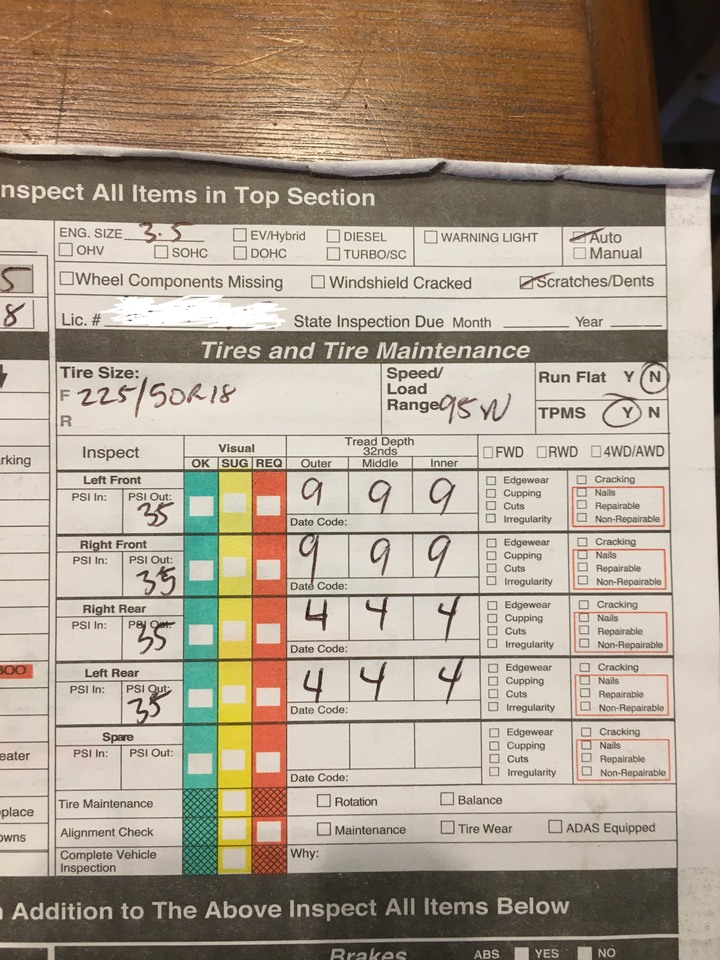 nspect All Items in Top Section
ENG. SIZE 3.5 EV/Hybrid DIESEL WARNING LIGHT Auto
OHV SOHC DOHC TURBO/SC Manual
5 Wheel Components Missing Windshield Cracked Scratches/Dents
8 Lic. # State Inspection Due Month Year
Tires and Tire Maintenance
Tire Size: Speed/ Load Range 95W Run Flat Y N
F 225/50R18
R TPMS Y N
rking Inspect Visual Tread Depth 32nds FWD RWD 4WD/AWD
OK SUG REQ Outer Middle Inner
Left Front 9 9 9 Edgewear Cracking
PSI In: PSI Out: Cupping Nails
35 Cuts Repairable
Date Code: Irregularity Non-Repairable
Right Front 9 9 9 Edgewear Cracking
PSI In: PSI Out: Cupping Nails
35 Cuts Repairable
Date Code: Irregularity Non-Repairable
Right Rear 4 4 4 Edgewear Cracking
PSI In: PSI Out: Cupping Nails
35 Cuts Repairable
Date Code: Irregularity Non-Repairable
Left Rear 4 4 4 Edgewear Cracking
PSI In: PSI Out: Cupping Nails
35 Cuts Repairable
Date Code: Irregularity Non-Repairable
Spare Edgewear Cracking
PSI In: PSI Out: Cupping Nails
eater Cuts Repairable
Date Code: Irregularity Non-Repairable
Tire Maintenance Rotation Balance
eplace
owns Alignment Check Maintenance Tire Wear ADAS Equipped
Complete Vehicle Inspection Why:
Addition to The Above Inspect All Items Below
Brakes ABS YES NO